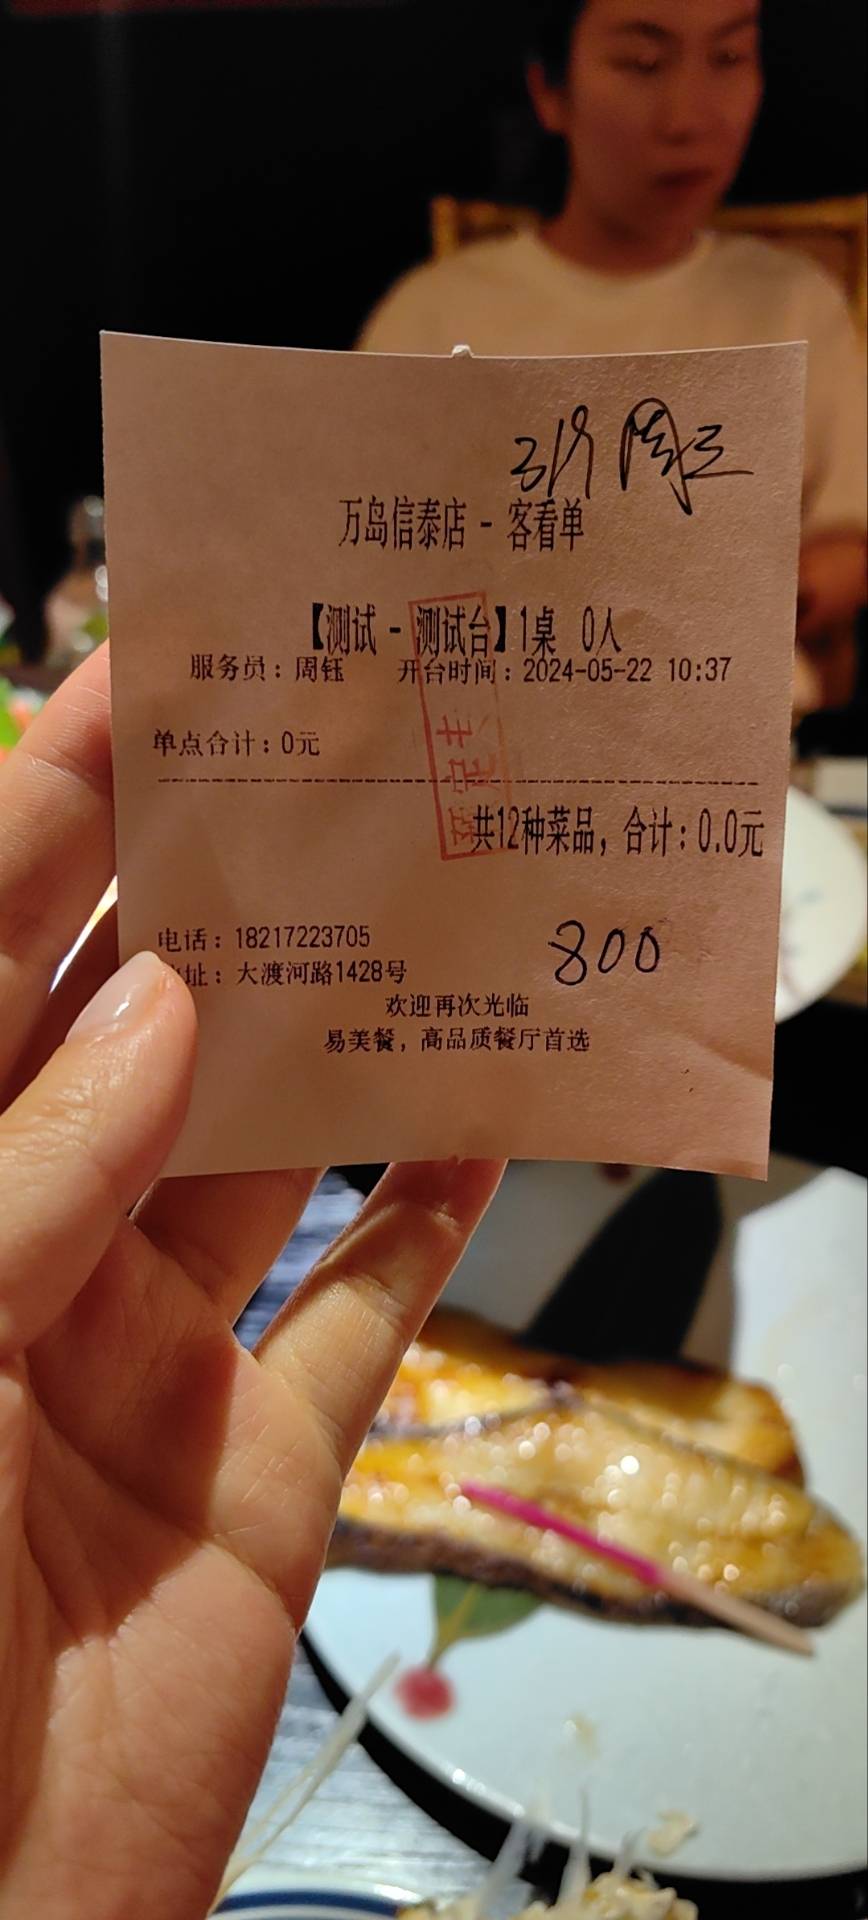 万岛信泰店 - 客看单
【测试 - 测试台】1桌 0人
服务员：周钰 开台时间：2024-05-22 10:37
单点合计：0元
共12种菜品，合计：0.0元
800
电话：18217223705
址：大渡河路1428号
欢迎再次光临
易美餐，高品质餐厅首选